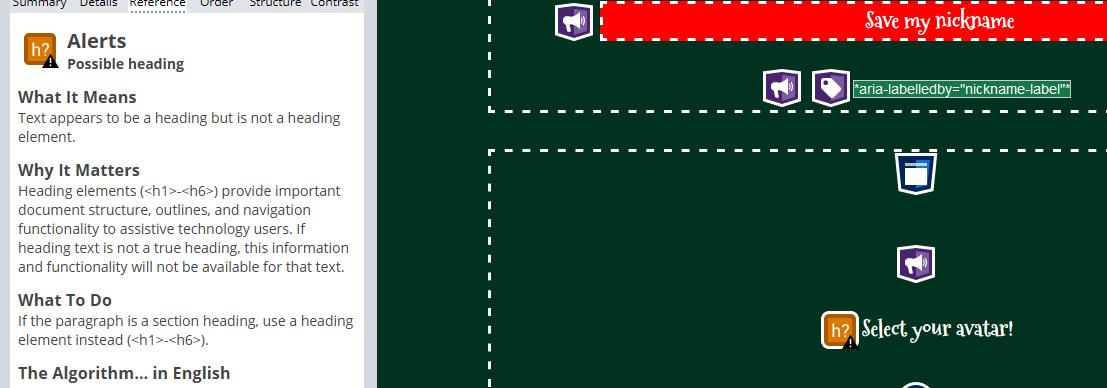 Summary Details Reference Order Structure Contrast
h? Alerts
Possible heading
What It Means
Text appears to be a heading but is not a heading
element.
Why It Matters
Heading elements (<h1>-<h6>) provide important
document structure, outlines, and navigation
functionality to assistive technology users. If
heading text is not a true heading, this information
and functionality will not be available for that text.
What To Do
If the paragraph is a section heading, use a heading
element instead (<h1>-<h6>).
The Algorithm... in English
Save my nickname
*aria-labelledby="nickname-label"*
h? Select your avatar!